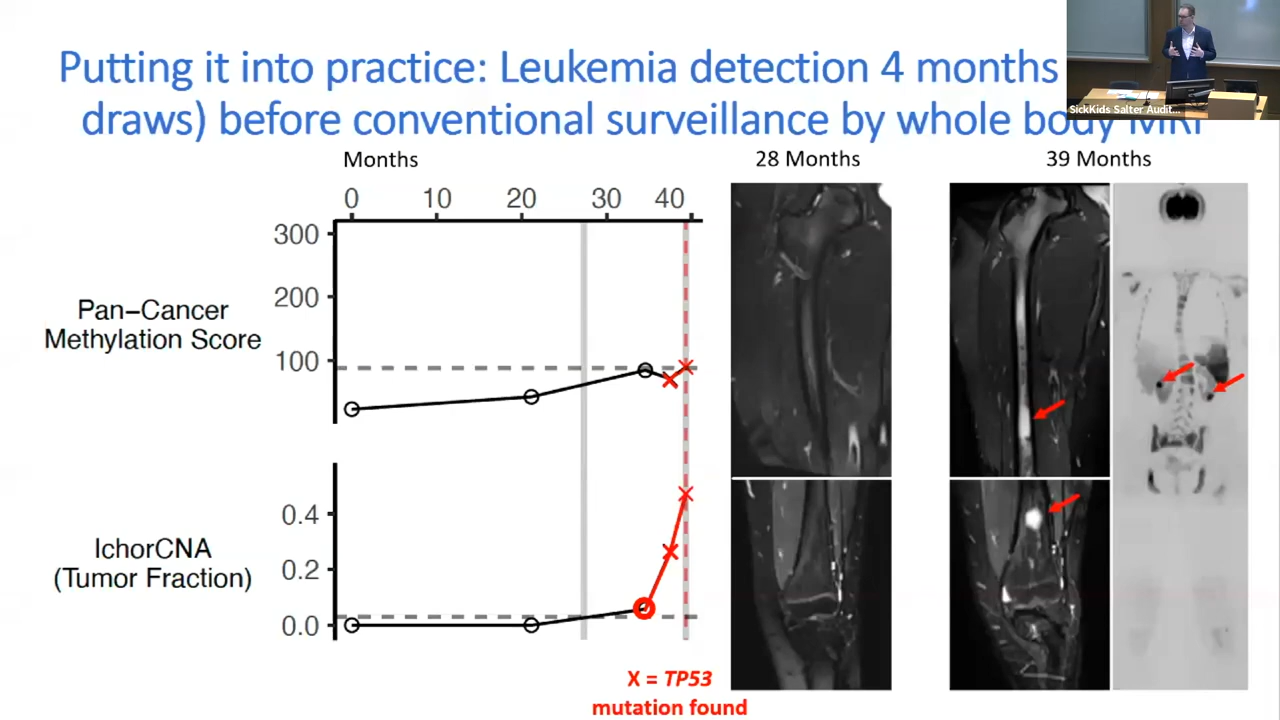 Putting it into practice: Leukemia detection 4 months
draws) before conventional surveillance by whole body MRI
SickKids Salter Audit...
Months
28 Months
39 Months
0 10 20 30 40
300
200
100
Pan-Cancer
Methylation Score
0.4
0.2
0.0
IchorCNA
(Tumor Fraction)
X = TP53
mutation found